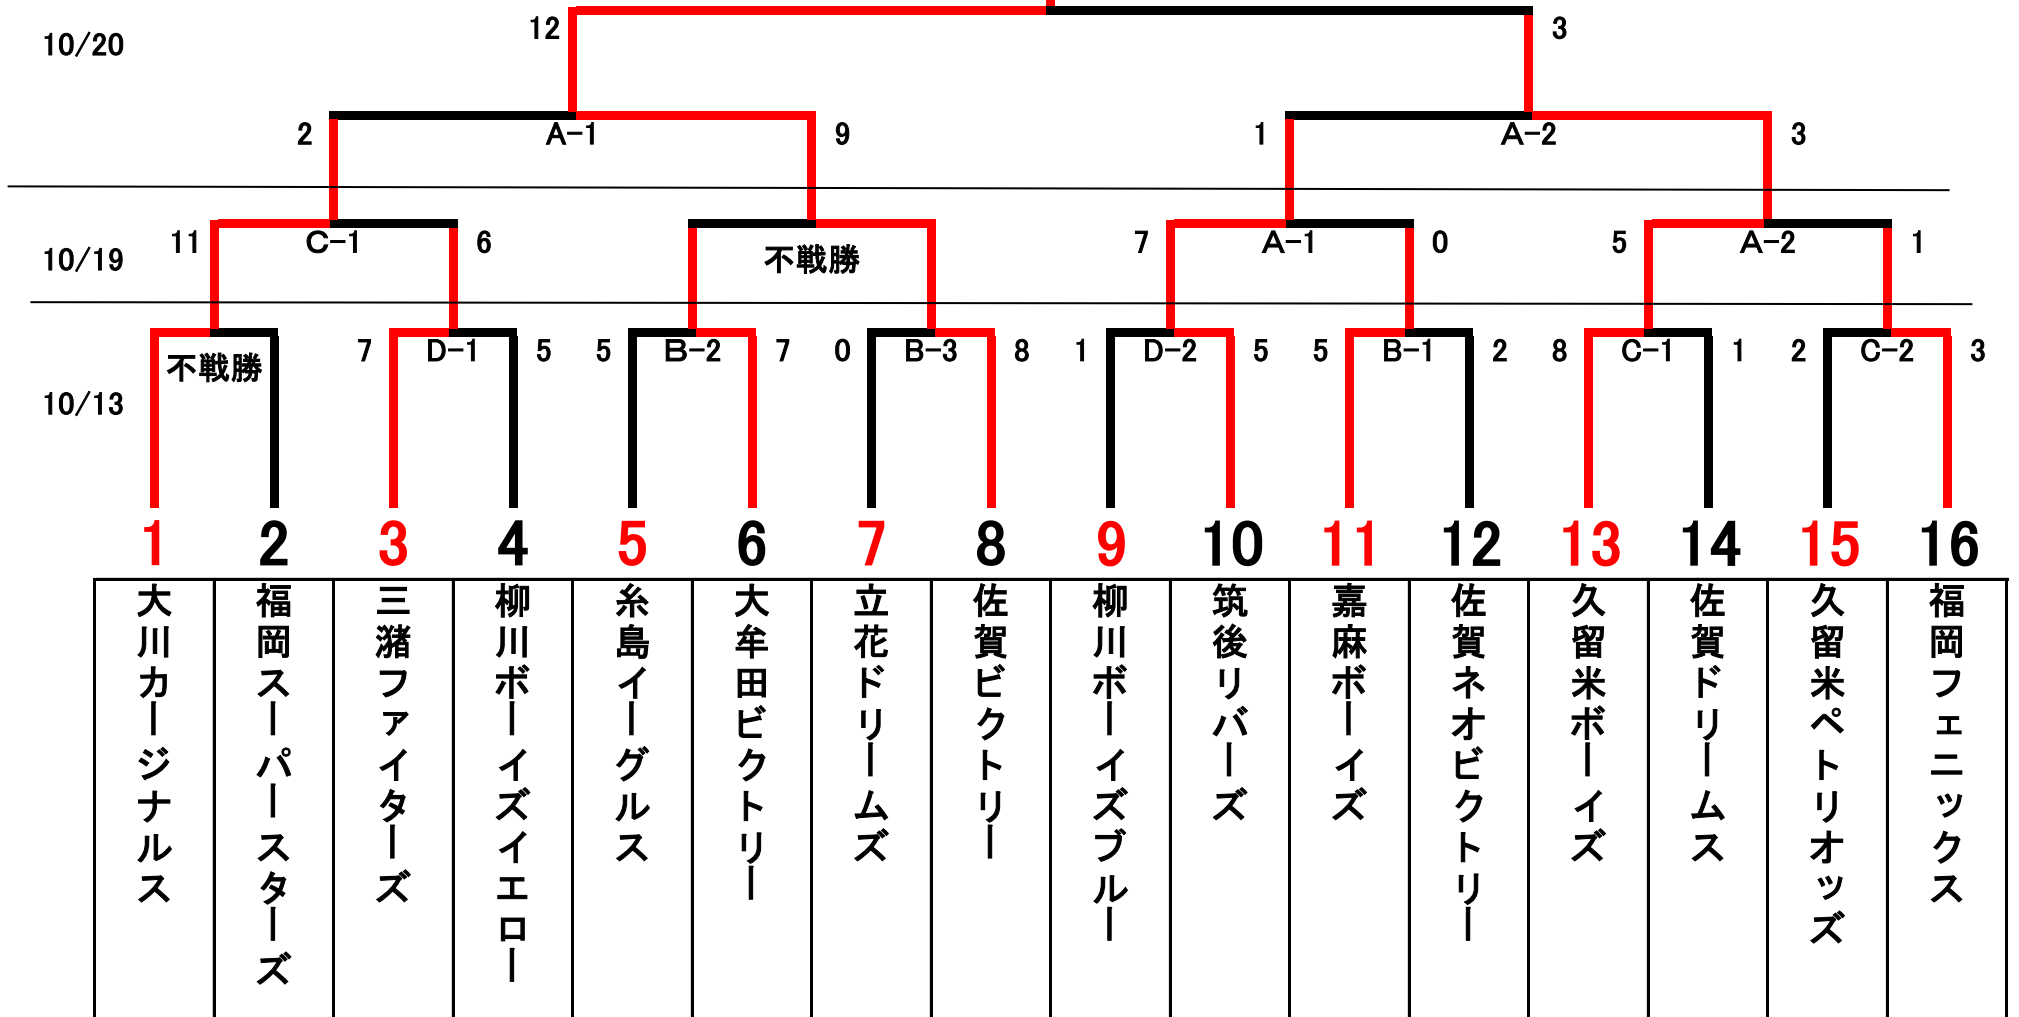 12
3
10/20
2
A-1
9
1
A-2
3
11
C-1
6
不戦勝
7
A-1
0
5
A-2
1
10/19
不戦勝
7
D-1
5
5
B-2
7
0
B-3
8
1
D-2
5
5
B-1
2
8
C-1
1
2
C-2
3
10/13
1 2 3 4 5 6 7 8 9 10 11 12 13 14 15 16
大川カージナルス
福岡スーパースターズ
三潴ファイターズ
柳川ボーイズイエロー
糸島イーグルス
大牟田ビクトリー
立花ドリームズ
佐賀ビクトリー
柳川ボーイズブルー
筑後リバーズ
嘉麻ボーイズ
佐賀ネオビクトリー
久留米ボーイズ
佐賀ドリームス
久留米ペトリオッズ
福岡フェニックス